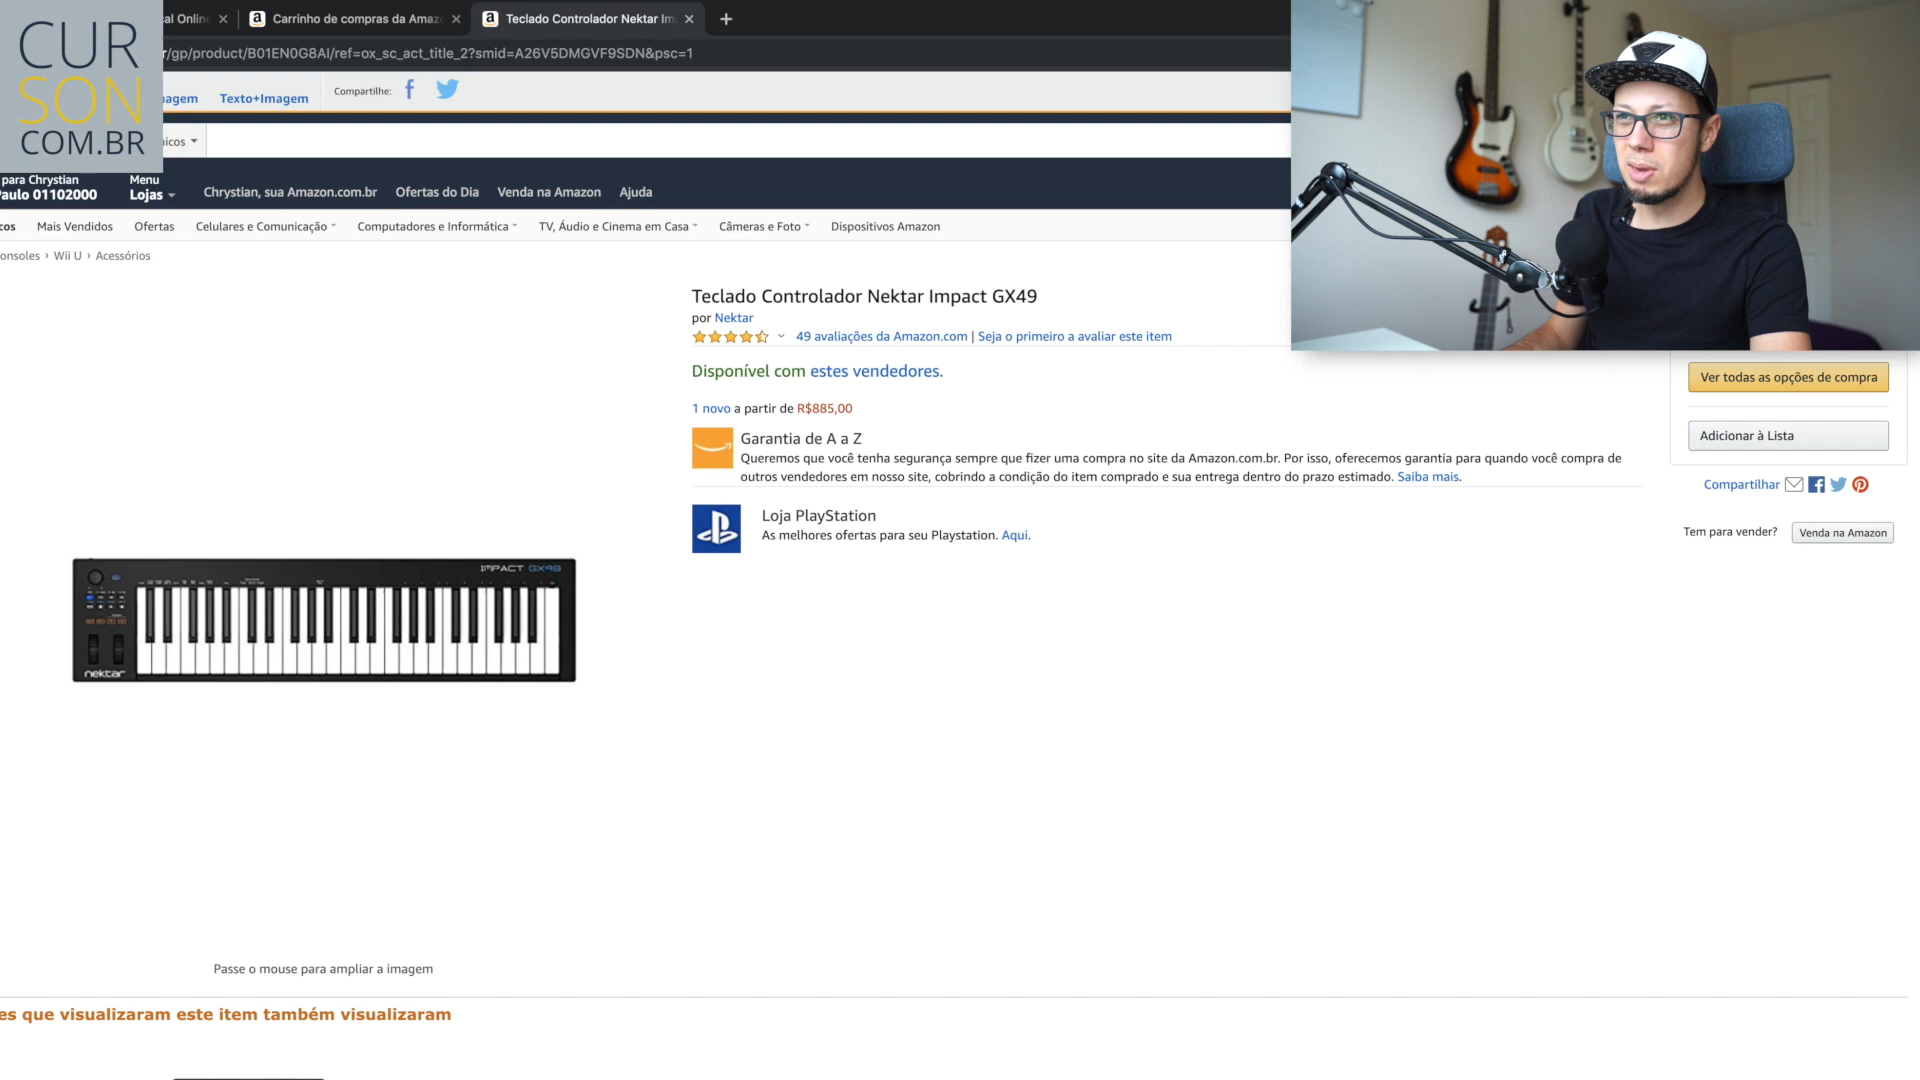 CUR
SON
COM.BR
al Online
Carrinho de compras da Amaz
Teclado Controlador Nektar Im
/gp/product/B01EN0G8AI/ref=ox_sc_act_title_2?smid=A26V5DMGVF9SDN&psc=1
agem
Texto+Imagem
Compartilhe:
icos
para Chrystian
Paulo 01102000
Menu
Lojas
Chrystian, sua Amazon.com.br
Ofertas do Dia
Venda na Amazon
Ajuda
cos
Mais Vendidos
Ofertas
Celulares e Comunicação
Computadores e Informática
TV, Áudio e Cinema em Casa
Câmeras e Foto
Dispositivos Amazon
onsoles › Wii U › Acessórios
Teclado Controlador Nektar Impact GX49
por Nektar
49 avaliações da Amazon.com | Seja o primeiro a avaliar este item
Disponível com estes vendedores.
1 novo a partir de R$885,00
Garantia de A a Z
Queremos que você tenha segurança sempre que fizer uma compra no site da Amazon.com.br. Por isso, oferecemos garantia para quando você compra de
outros vendedores em nosso site, cobrindo a condição do item comprado e sua entrega dentro do prazo estimado. Saiba mais.
Loja PlayStation
As melhores ofertas para seu Playstation. Aqui.
Ver todas as opções de compra
Adicionar à Lista
Compartilhar
Tem para vender?
Venda na Amazon
IMPACT GX49
nektar
Passe o mouse para ampliar a imagem
es que visualizaram este item também visualizaram